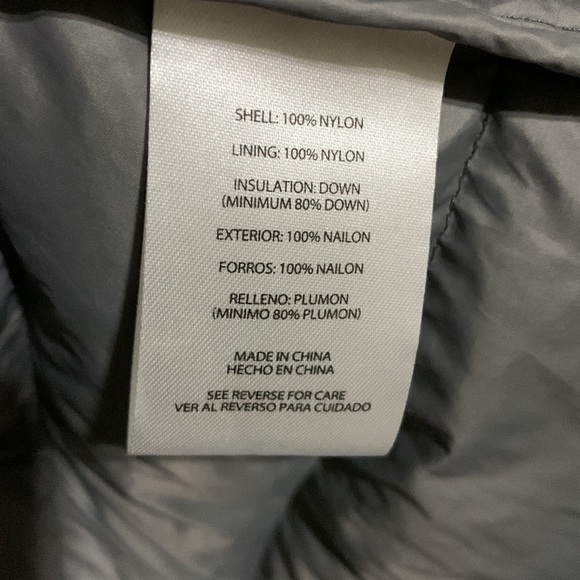 SHELL: 100% NYLON
LINING: 100% NYLON
INSULATION: DOWN
(MINIMUM 80% DOWN)
EXTERIOR: 100% NAILON
FORROS: 100% NAILON
RELLENO: PLUMON
(MINIMO 80% PLUMON)
MADE IN CHINA
HECHO EN CHINA
SEE REVERSE FOR CARE
VER AL REVERSO PARA CUIDADO